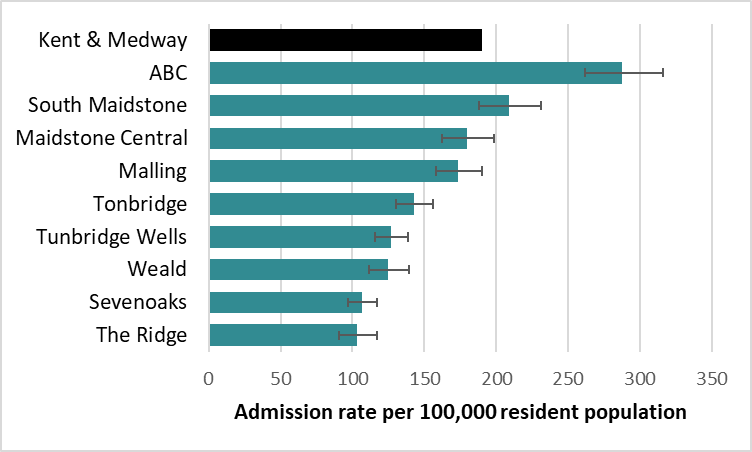 Kent & Medway
ABC
South Maidstone
Maidstone Central
Malling
Tonbridge
Tunbridge Wells
Weald
Sevenoaks
The Ridge
0 50 100 150 200 250 300 350
Admission rate per 100,000 resident population